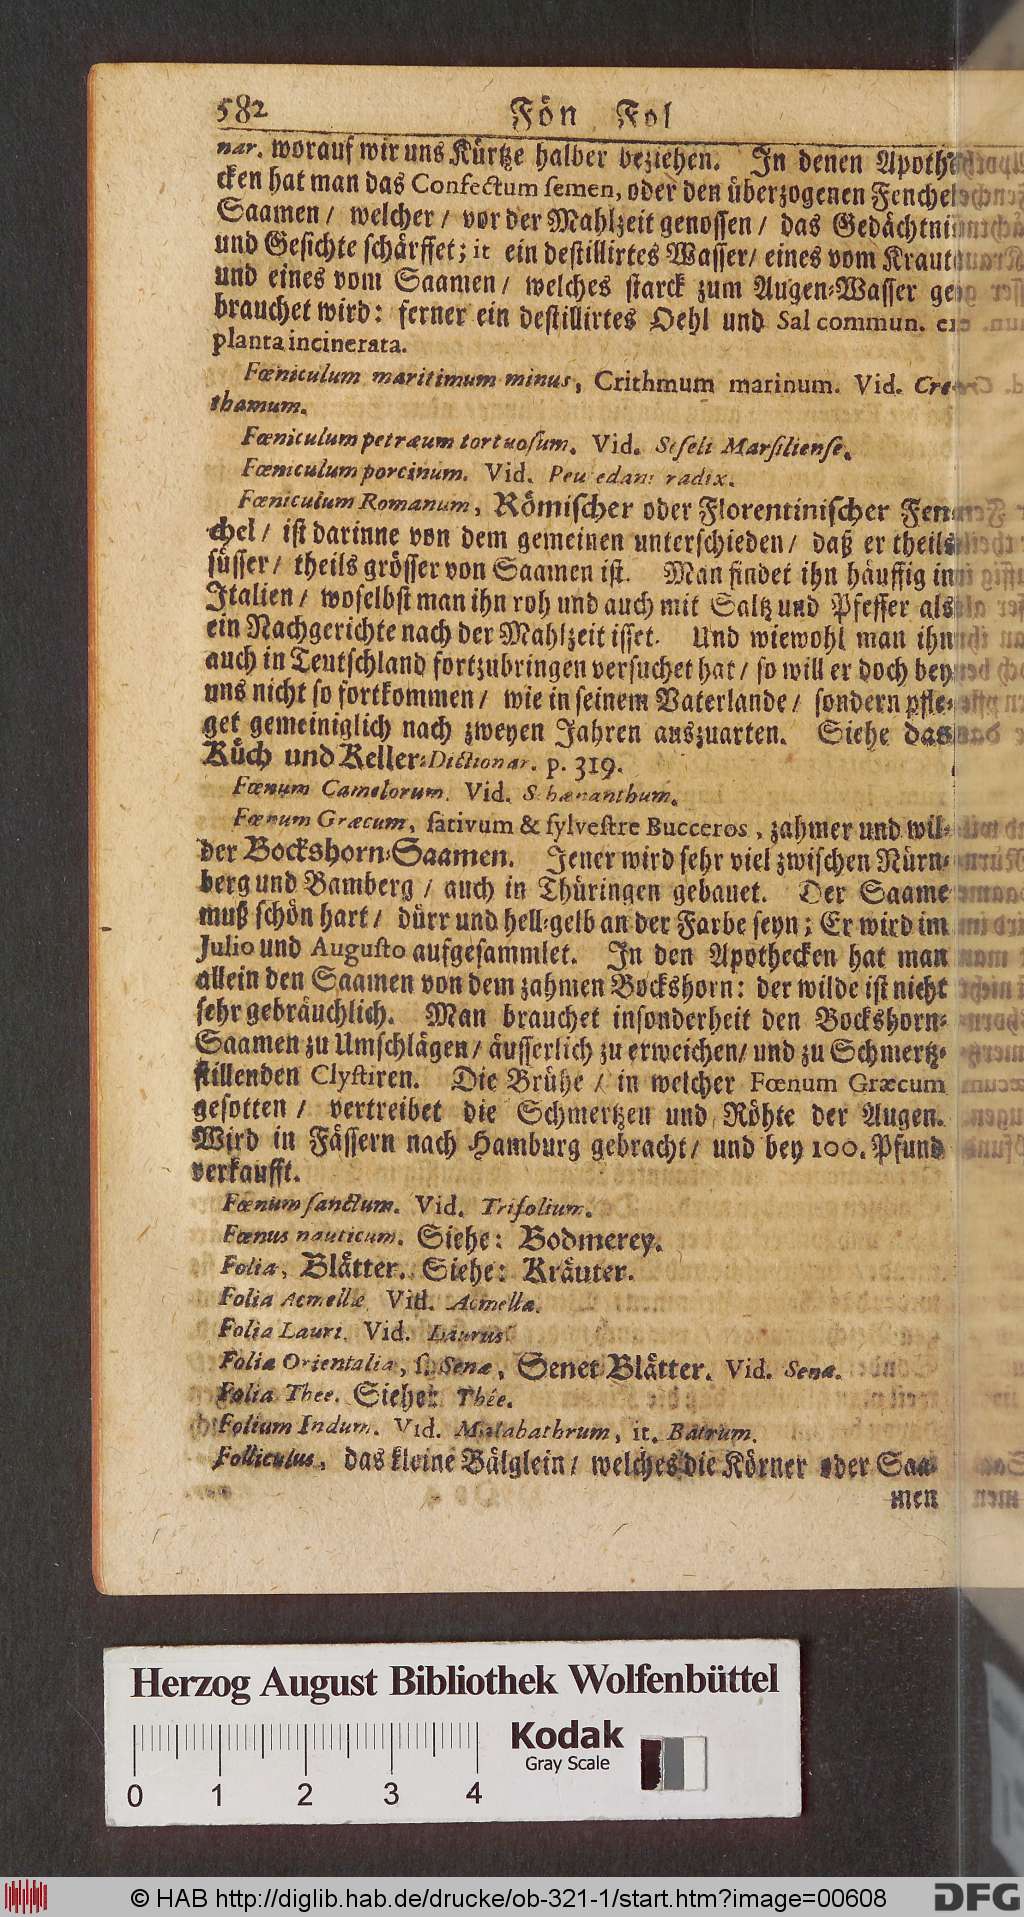 582 Fön Fol
nar. worauf wir uns Kürtze halber beziehen. In denen Apothe-
cken hat man das Confectum semen, oder den überzogenen Fenchel-
Saamen / welcher / vor der Mahlzeit genossen / das Gedächtniß
und Gesichte schärffet; it ein destillirtes Wasser / eines vom Kraut
und eines vom Saamen / welches starck zum Augen-Wasser ge-
brauchet wird: ferner ein destillirtes Oehl und Sal commun. ex
planta incinerata.
Fœniculum maritimum minus, Crithmum marinum. Vid. Cre-
thamum.
Fœniculum petræum tortuosum. Vid. Seseli Marsiliense.
Fœniculum porcinum. Vid. Peucedani radix.
Fœniculum Romanum, Römischer oder Florentinischer Fen-
chel / ist darinne von dem gemeinen unterschieden / daß er theils
süsser / theils grösser von Saamen ist. Man findet ihn häuffig in
Italien / woselbst man ihn roh und auch mit Saltz und Pfeffer als
ein Nachgerichte nach der Mahlzeit isset. Und wiewohl man ihn
auch in Teutschland fortzubringen versuchet hat / so will er doch bey
uns nicht so fortkommen / wie in seinem Vaterlande / sondern pfle-
get gemeiniglich nach zweyen Jahren auszuarten. Siehe das
Küch und Keller-Dictionar. p. 319.
Fœnum Camelorum. Vid. Schœnanthum.
Fœnum Græcum, sativum & sylvestre Bucceros, zahmer und wil-
der Bockshorn-Saamen. Jener wird sehr viel zwischen Nürn-
berg und Bamberg / auch in Thüringen gebauet. Der Saame
muß schön hart / dürr und hell-gelb an der Farbe seyn; Er wird im
Julio und Augusto aufgesammlet. In den Apothecken hat man
allein den Saamen von dem zahmen Bockshorn: der wilde ist nicht
sehr gebräuchlich. Man brauchet insonderheit den Bockshorn-
Saamen zu Umschlägen / äusserlich zu erweichen / und zu Schmertz-
stillenden Clystiren. Die Brühe / in welcher Fœnum Græcum
gesotten / vertreibet die Schmertzen und Röhte der Augen.
Wird in Fässern nach Hamburg gebracht / und bey 100. Pfund
verkaufft.
Fœnum sanctum. Vid. Trifolium.
Fœnus nauticum. Siehe: Bodmerey.
Folia, Blätter. Siehe: Kräuter.
Folia Acmellæ Vid. Acmella.
Folia Lauri. Vid. Laurus
Folia Orientalia, s. Senæ, Senet Blätter. Vid. Senæ.
Folia Thee. Siehe: Thée.
Folium Indum. Vid. Malabathrum, it. Batrum.
Folliculus, das kleine Bälglein / welches die Körner oder Saa-
men
Herzog August Bibliothek Wolfenbüttel
Kodak
Gray Scale
0 1 2 3 4
© HAB http://diglib.hab.de/drucke/ob-321-1/start.htm?image=00608
DFG